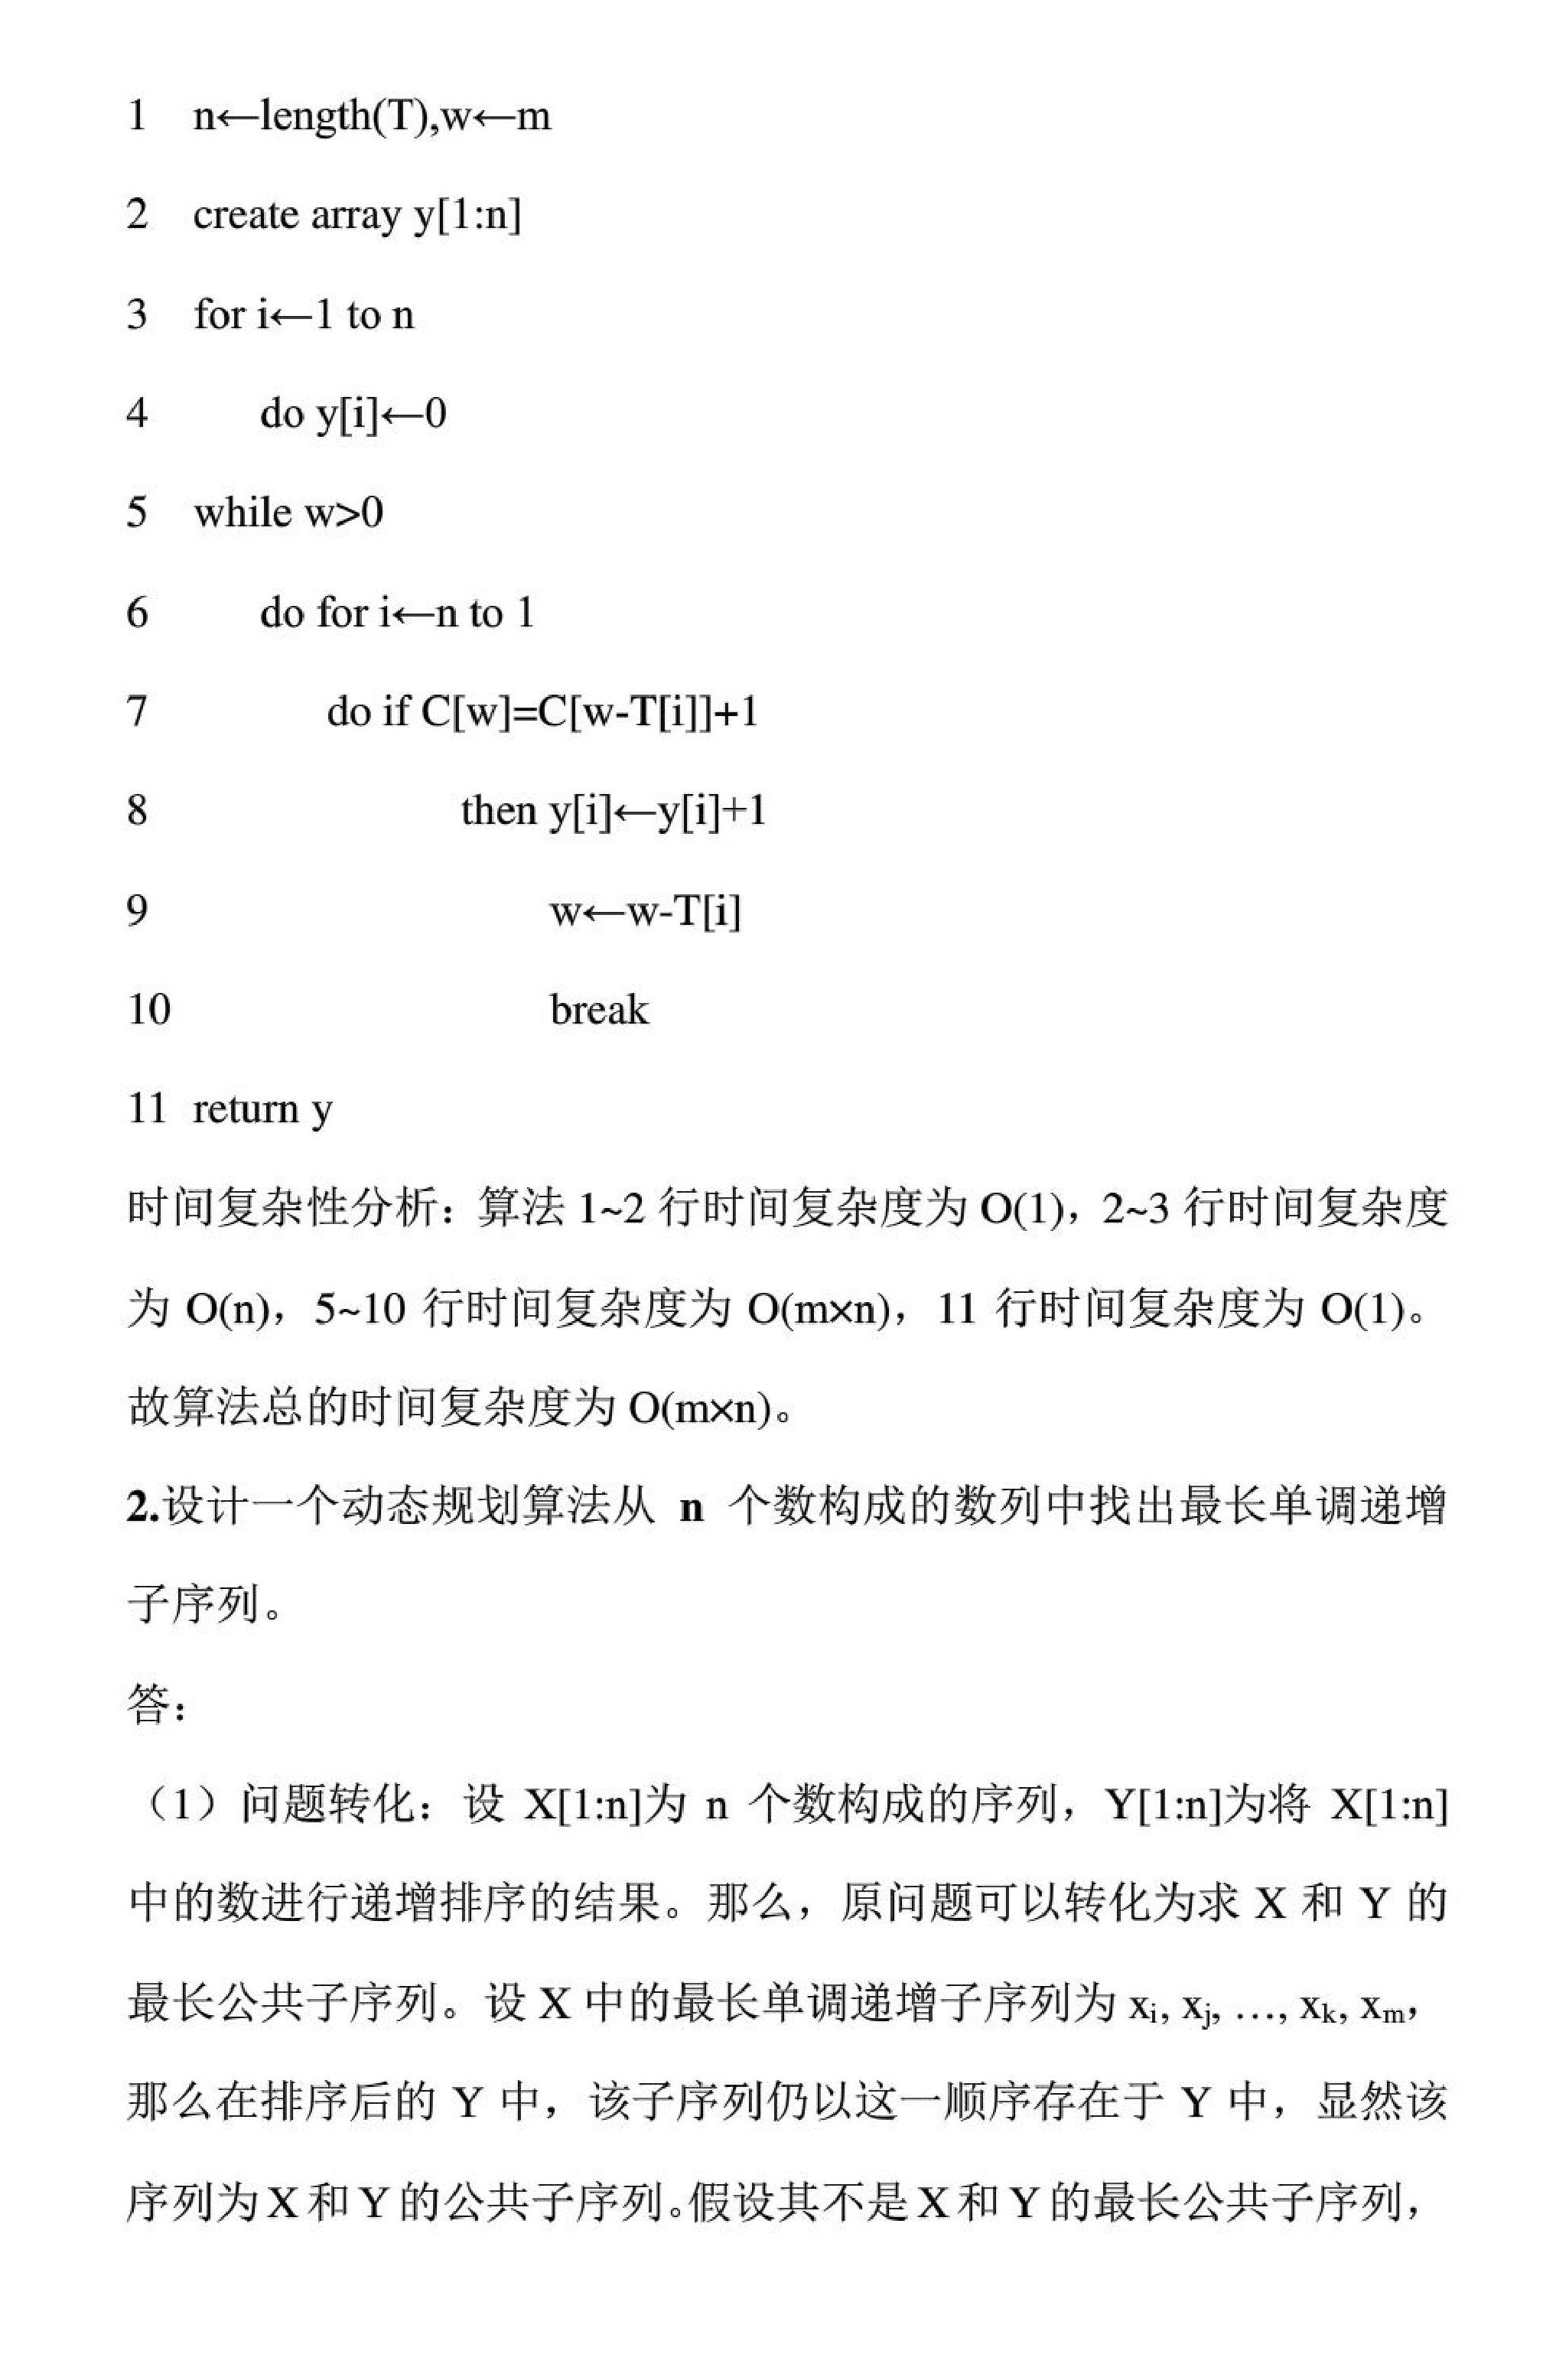 1 n←length(T),w←m
2 create array y[1:n]
3 for i←1 to n
4 do y[i]←0
5 while w>0
6 do for i←n to 1
7 do if C[w]=C[w-T[i]]+1
8 then y[i]←y[i]+1
9 w←w-T[i]
10 break
11 return y
时间复杂性分析：算法 1~2 行时间复杂度为 O(1)，2~3 行时间复杂度
为 O(n)，5~10 行时间复杂度为 O(m×n)，11 行时间复杂度为 O(1)。
故算法总的时间复杂度为 O(m×n)。
2.设计一个动态规划算法从 n 个数构成的数列中找出最长单调递增
子序列。
答：
（1）问题转化：设 X[1:n]为 n 个数构成的序列，Y[1:n]为将 X[1:n]
中的数进行递增排序的结果。那么，原问题可以转化为求 X 和 Y 的
最长公共子序列。设 X 中的最长单调递增子序列为 xi, xj, …, xk, xm，
那么在排序后的 Y 中，该子序列仍以这一顺序存在于 Y 中，显然该
序列为 X 和 Y 的公共子序列。假设其不是 X 和 Y 的最长公共子序列，